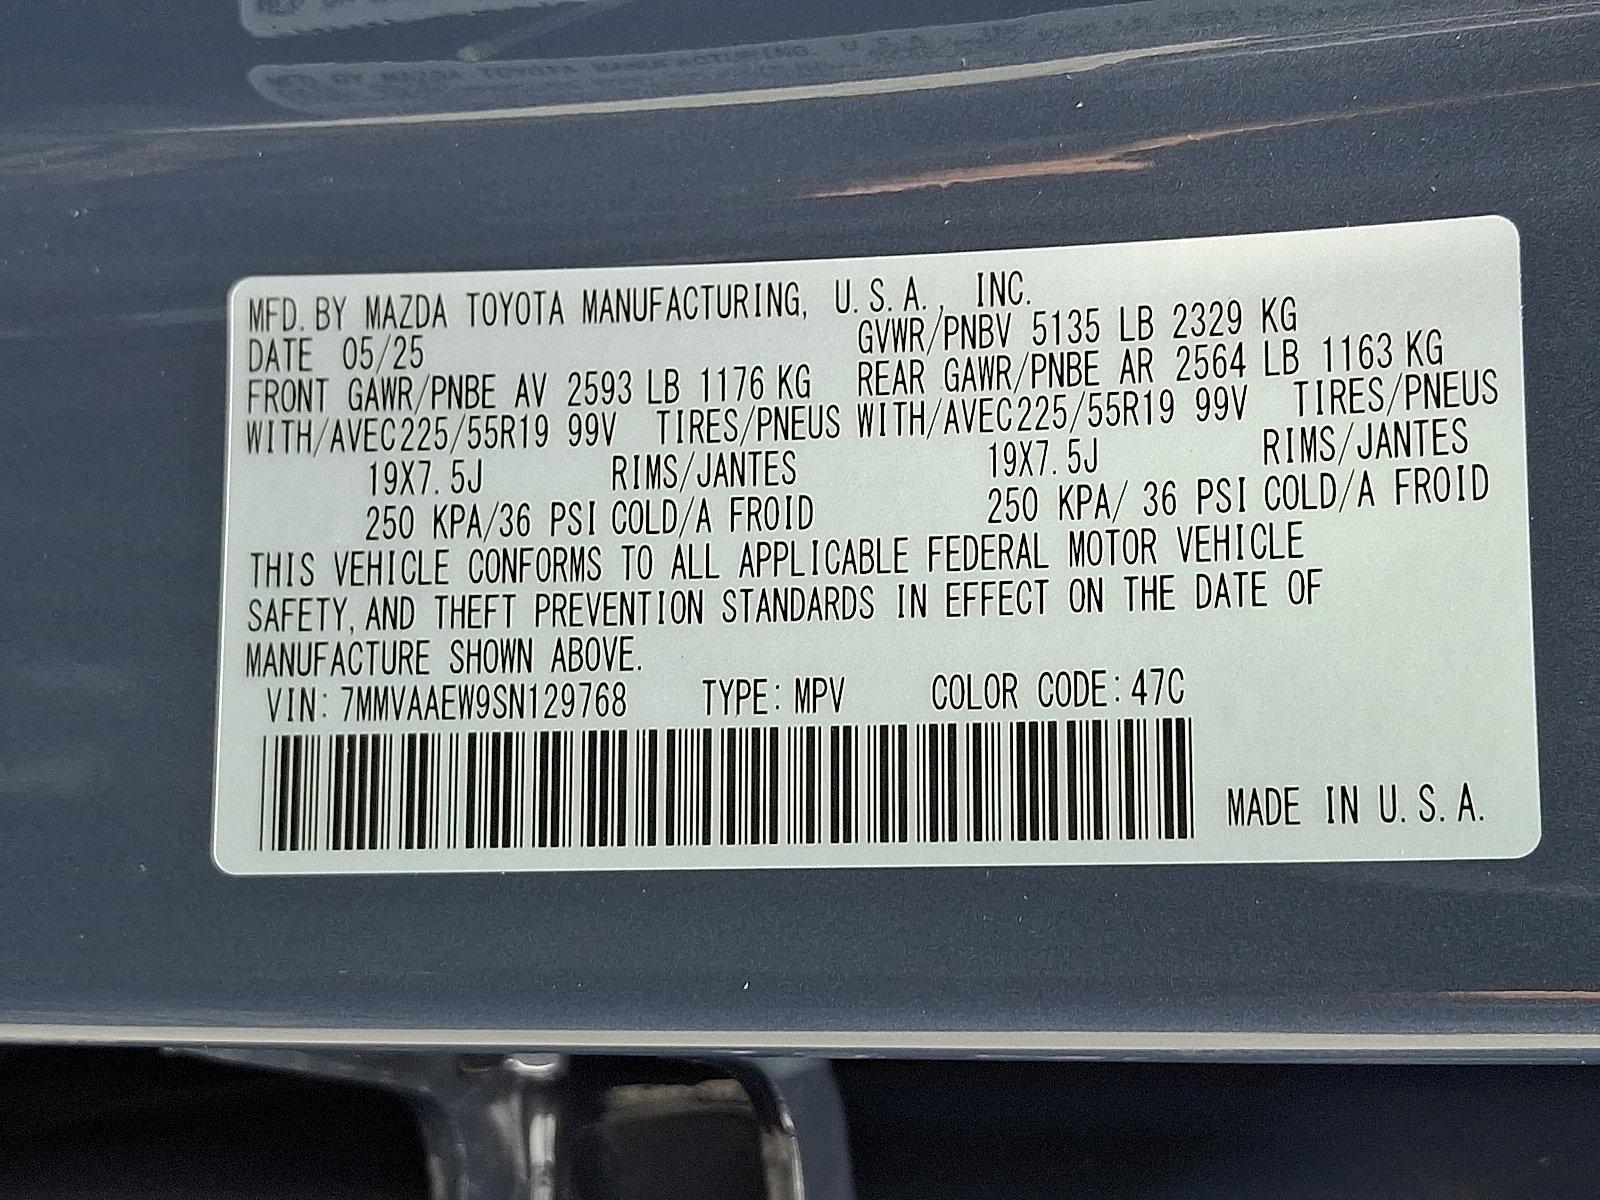 MFD. BY MAZDA TOYOTA MANUFACTURING, U.S.A., INC.
DATE 05/25 GVWR/PNBV 5135 LB 2329 KG
FRONT GAWR/PNBE AV 2593 LB 1176 KG REAR GAWR/PNBE AR 2564 LB 1163 KG
WITH/AVEC 225/55R19 99V TIRES/PNEUS WITH/AVEC 225/55R19 99V TIRES/PNEUS
19X7.5J RIMS/JANTES 19X7.5J RIMS/JANTES
250 KPA/36 PSI COLD/A FROID 250 KPA/ 36 PSI COLD/A FROID
THIS VEHICLE CONFORMS TO ALL APPLICABLE FEDERAL MOTOR VEHICLE
SAFETY, AND THEFT PREVENTION STANDARDS IN EFFECT ON THE DATE OF
MANUFACTURE SHOWN ABOVE.
VIN: 7MMVAAEW9SN129768 TYPE: MPV COLOR CODE: 47C
MADE IN U.S.A.